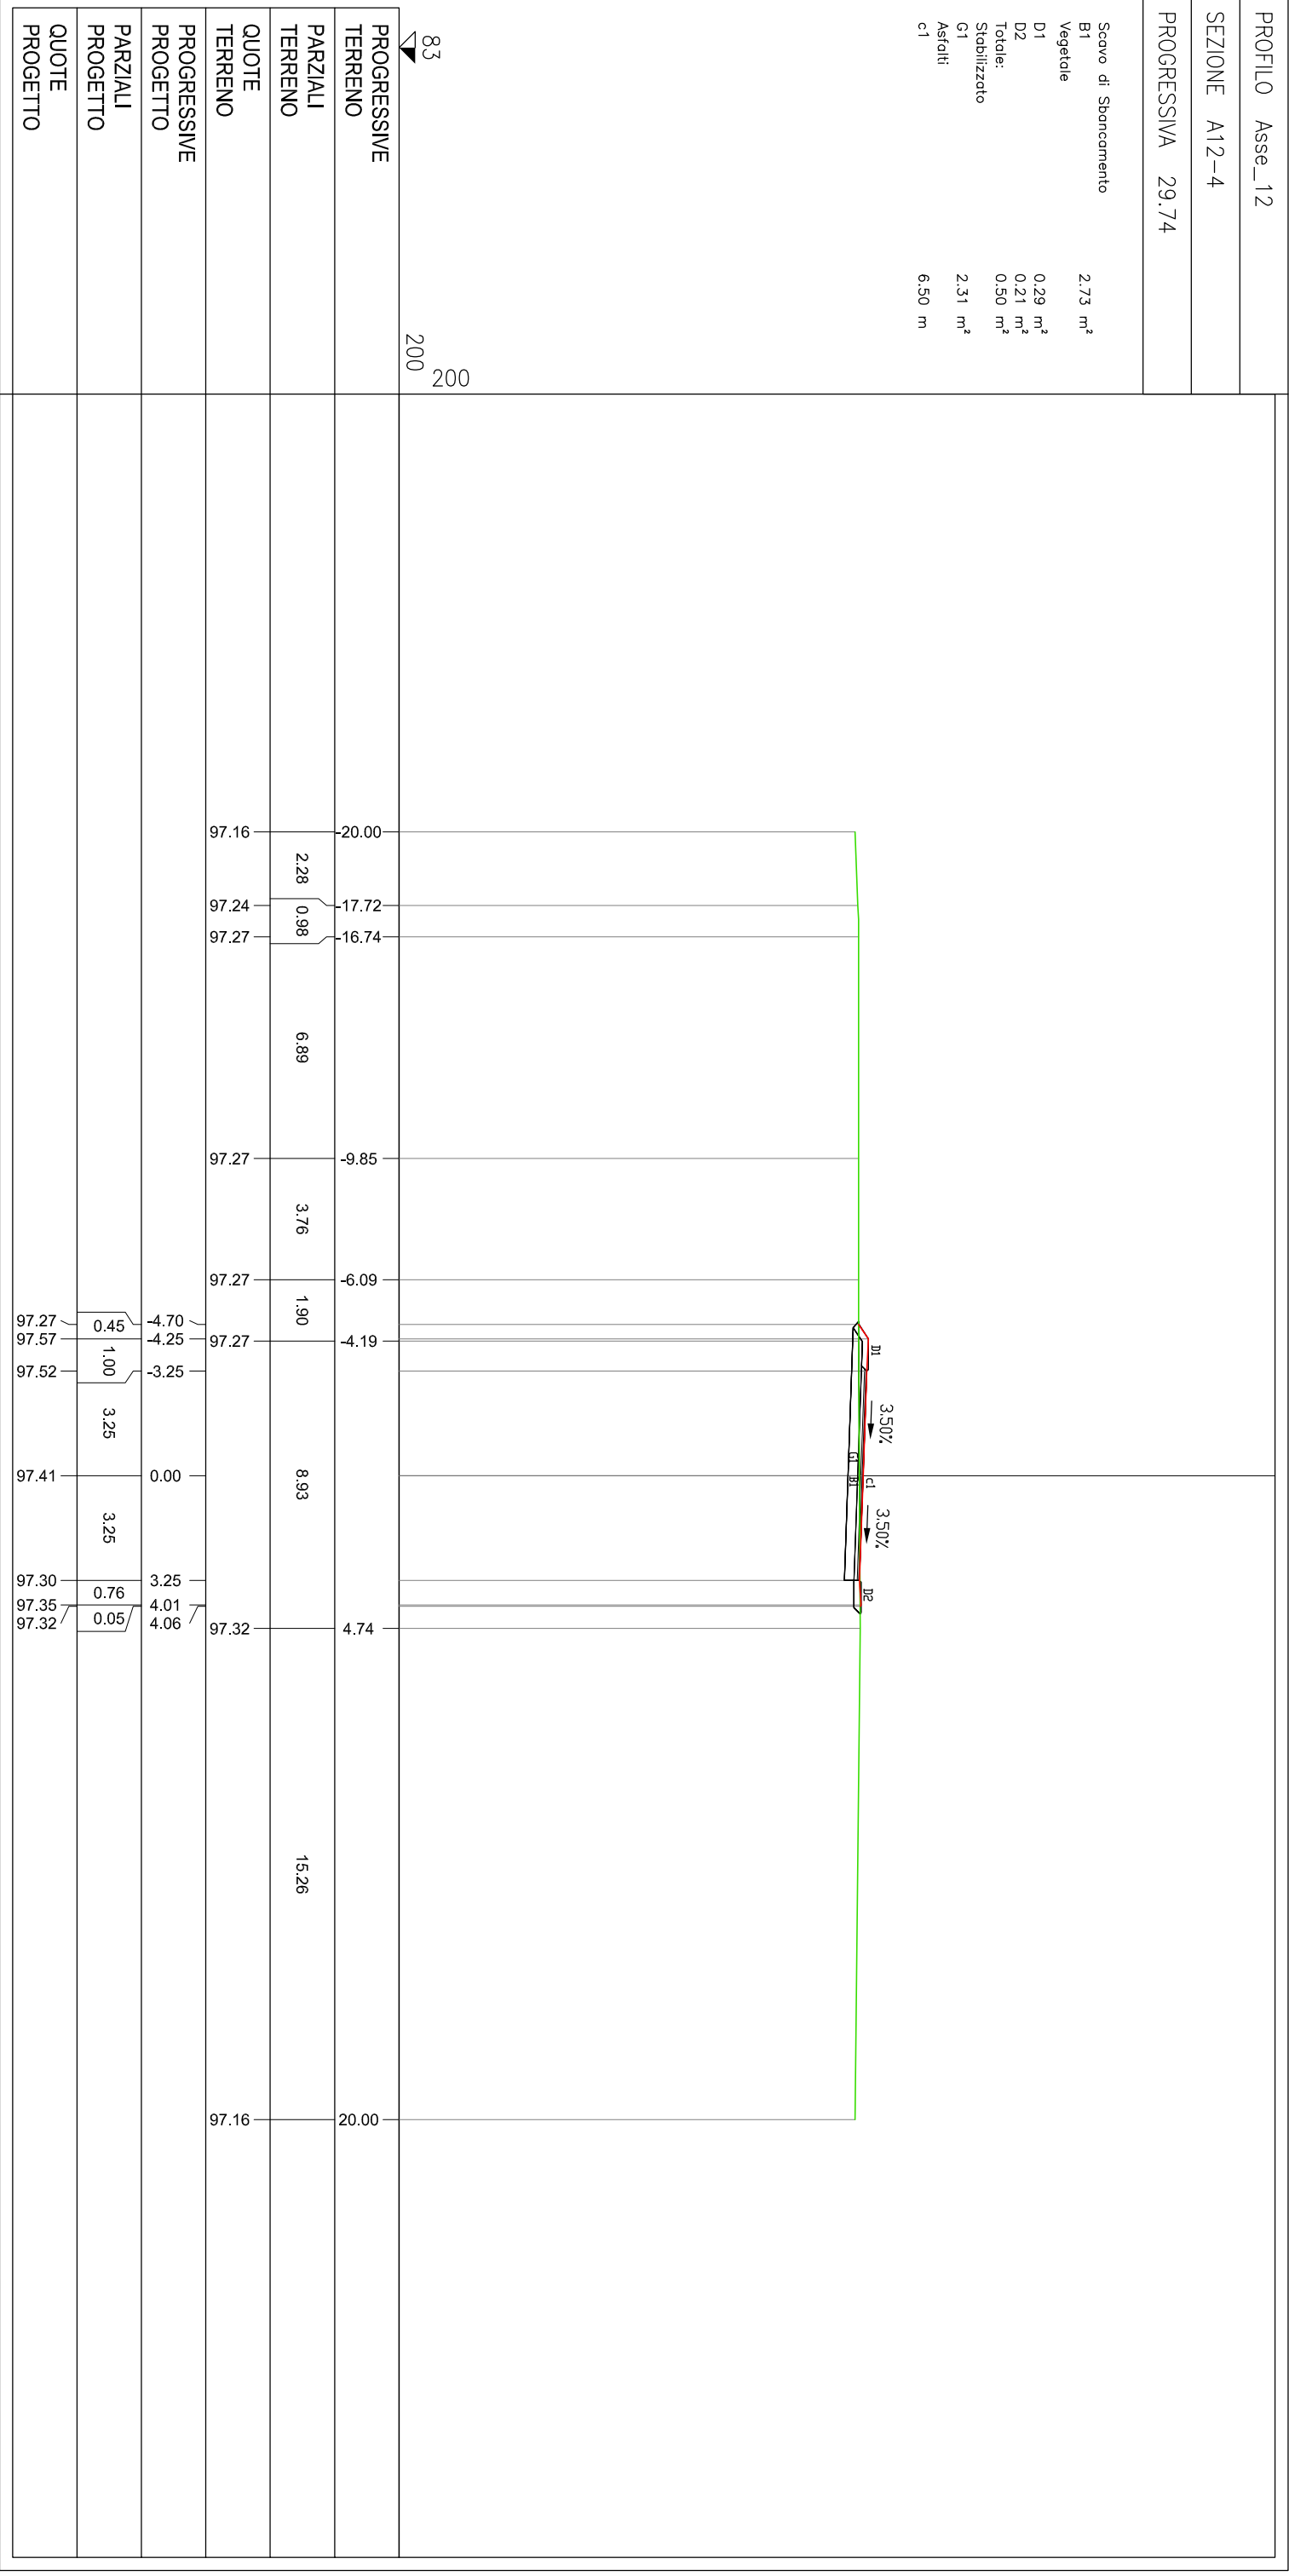 PROFILO Asse_12
SEZIONE A12-4
PROGRESSIVA 29.74
Scavo di Sbancamento
B1 2.73 m²
Vegetale
D1 0.29 m²
D2 0.21 m²
Totale: 0.50 m²
Stabilizzato
G1 2.31 m²
Asfalti
c1 6.50 m
D1
3.50%
G1
B1
c1
3.50%
D2
200
200
83
PROGRESSIVE
TERRENO
-20.00 -17.72 -16.74 -9.85 -6.09 -4.19 4.74 20.00
PARZIALI
TERRENO
2.28 0.98 6.89 3.76 1.90 8.93 15.26
QUOTE
TERRENO
97.16 97.24 97.27 97.27 97.27 97.27 97.32 97.16
PROGRESSIVE
PROGETTO
-4.70 -4.25 -3.25 0.00 3.25 4.01 4.06
PARZIALI
PROGETTO
0.45 1.00 3.25 3.25 0.76 0.05
QUOTE
PROGETTO
97.27 97.57 97.52 97.41 97.30 97.35 97.32